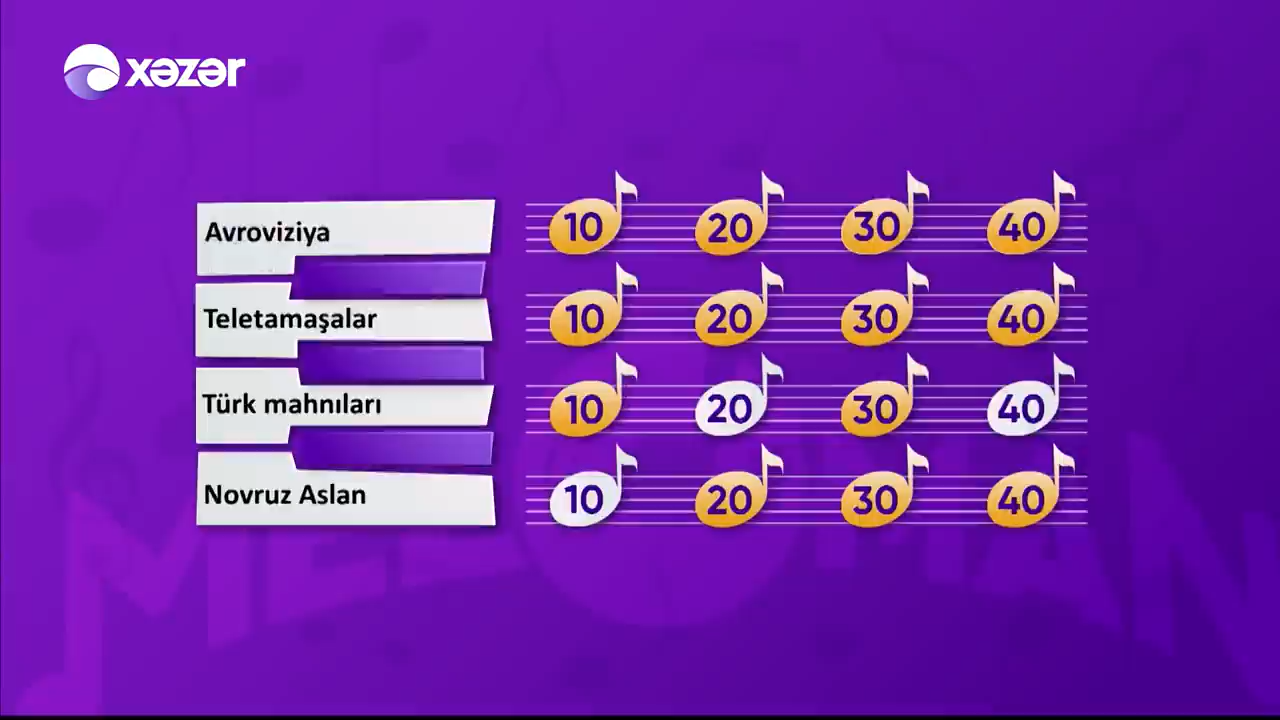 xəzər
Avroviziya 10 20 30 40
Teletamaşalar 10 20 30 40
Türk mahnıları 10 20 30 40
Novruz Aslan 10 20 30 40
MELOMAN